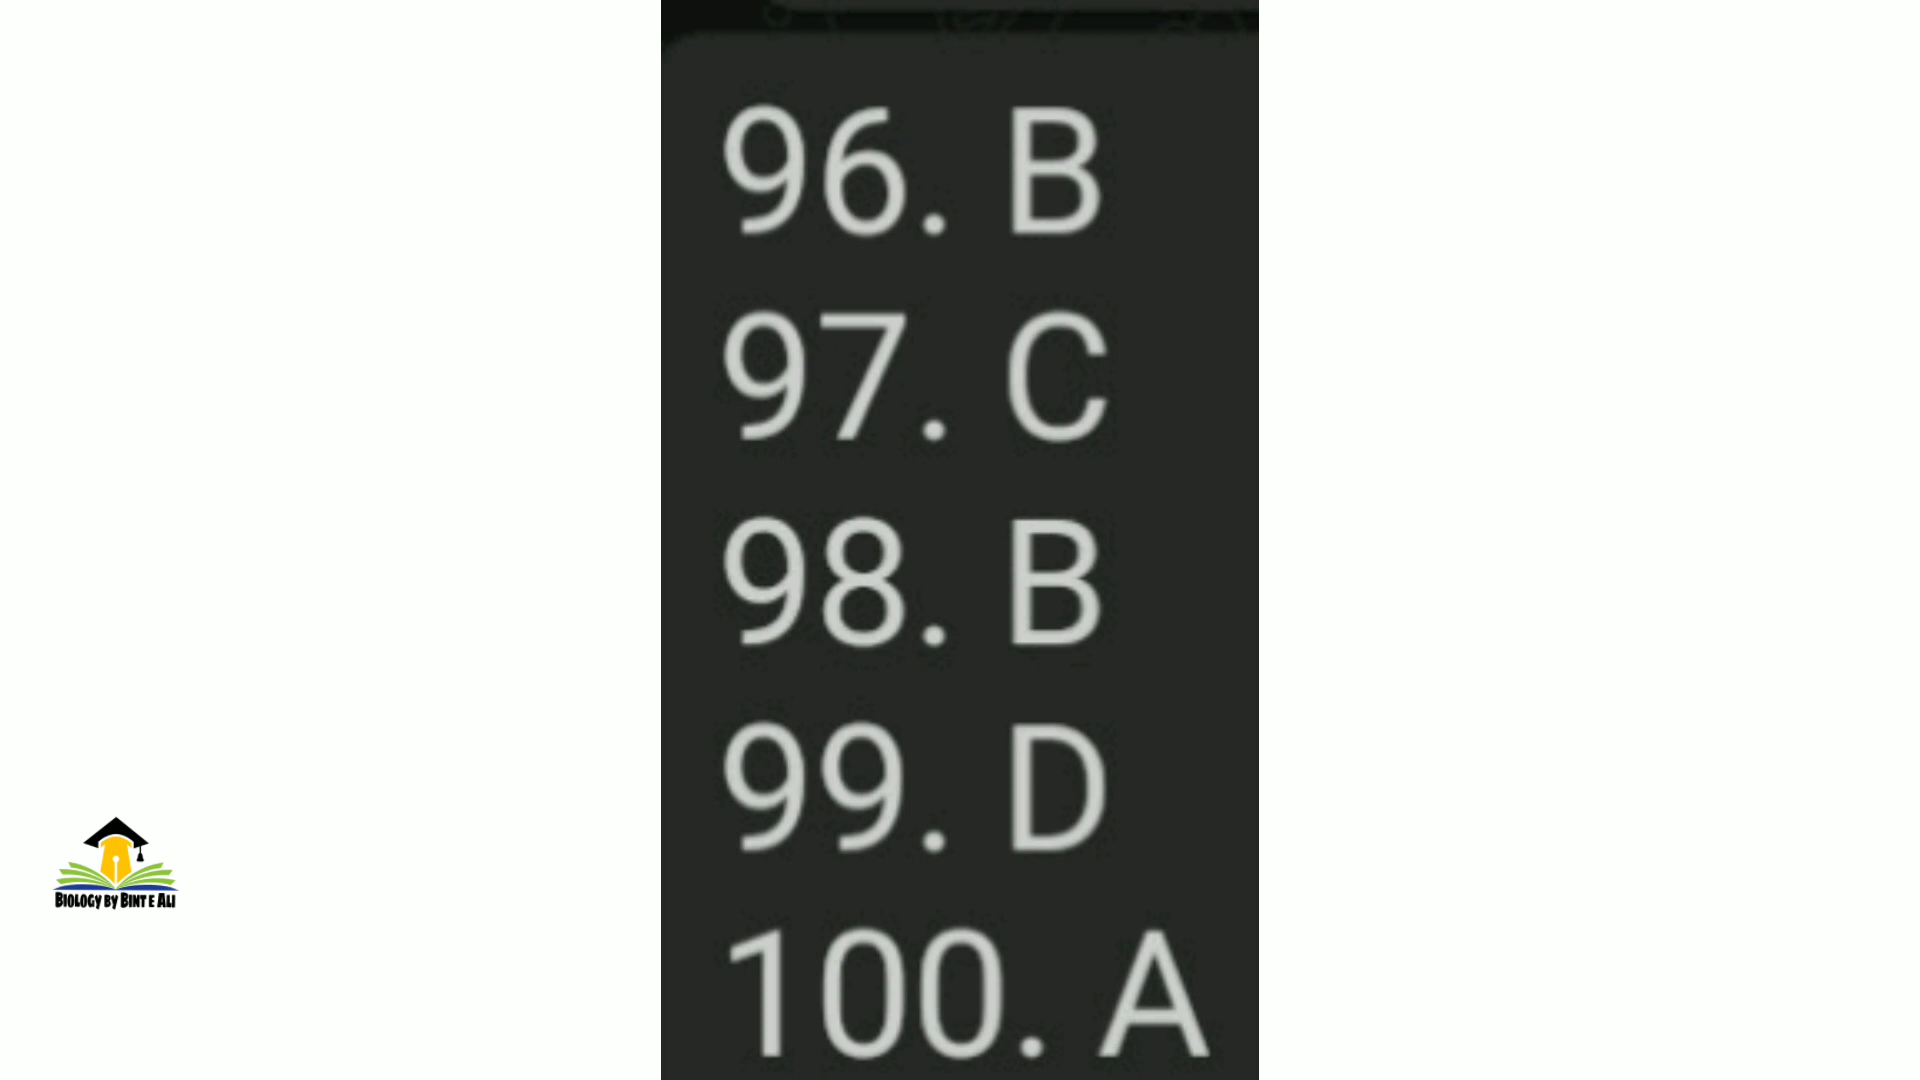 96. B
97. C
98. B
99. D
100. A
BIOLOGY BY BINT E ALI